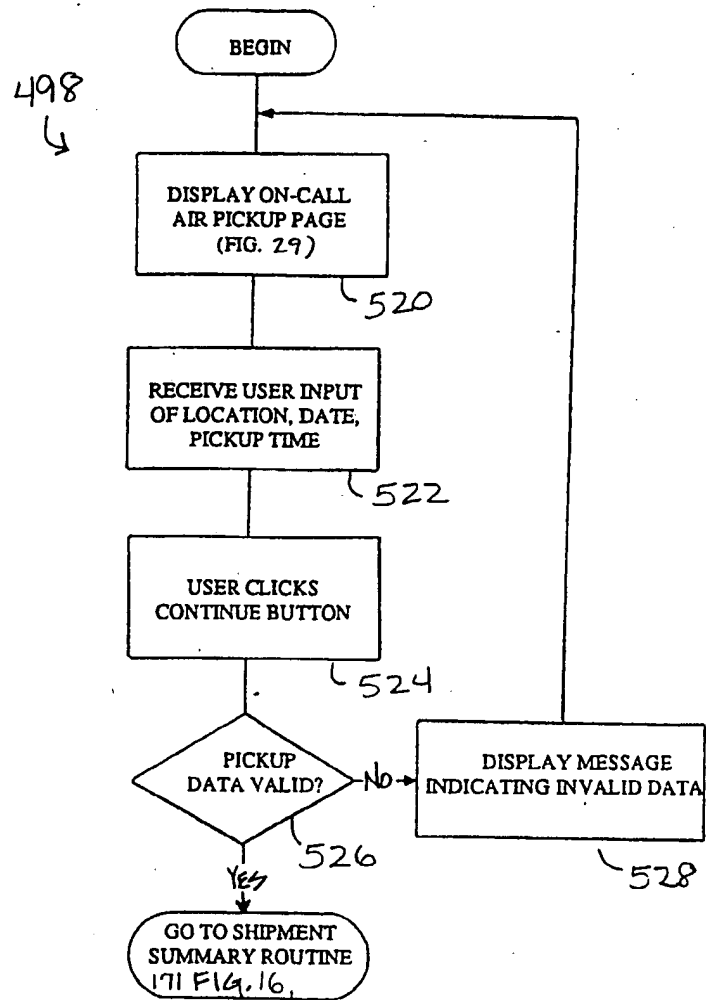 BEGIN
498
DISPLAY ON-CALL
AIR PICKUP PAGE
(FIG. 29)
520
RECEIVE USER INPUT
OF LOCATION, DATE,
PICKUP TIME
522
USER CLICKS
CONTINUE BUTTON
524
PICKUP
DATA VALID?
NO
DISPLAY MESSAGE
INDICATING INVALID DATA
526
528
YES
GO TO SHIPMENT
SUMMARY ROUTINE
171 FIG. 16.